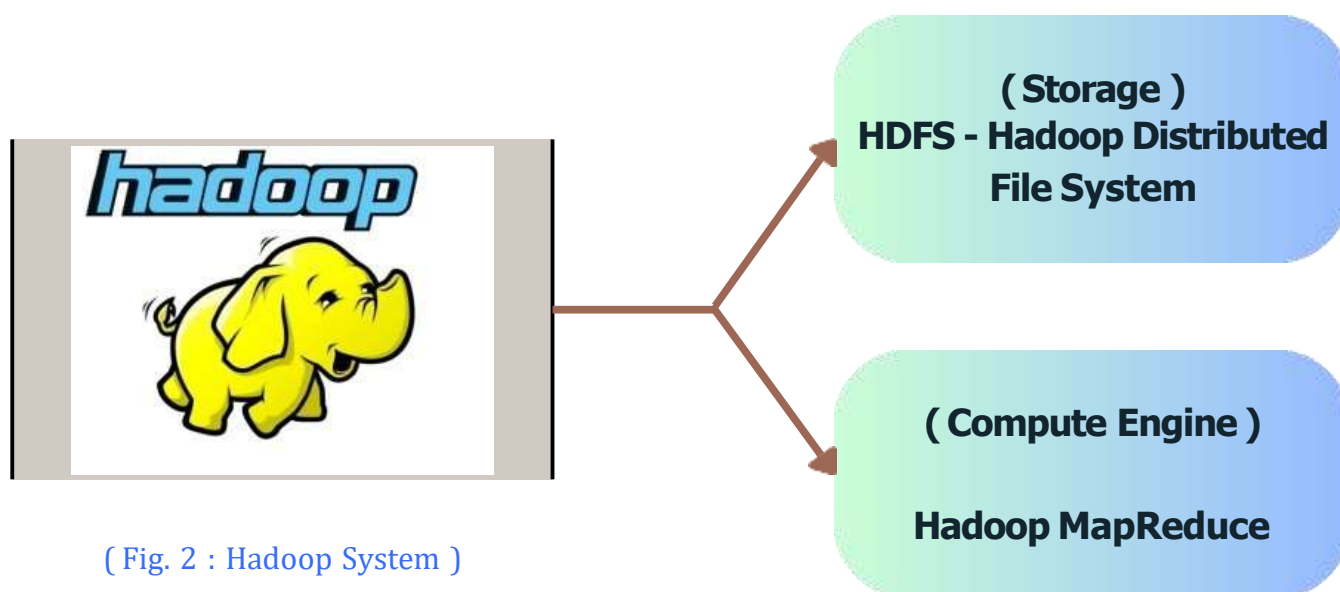 hadoop
( Fig. 2 : Hadoop System )
( Storage )
HDFS - Hadoop Distributed
File System
( Compute Engine )
Hadoop MapReduce